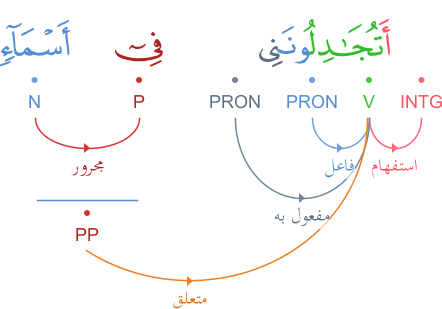 أَتُجَـٰدِلُونَنِى فِىٓ أَسْمَآءٍ
INTG V PRON PRON P N
استفهام فاعل مجرور
مفعول به
PP
متعلق